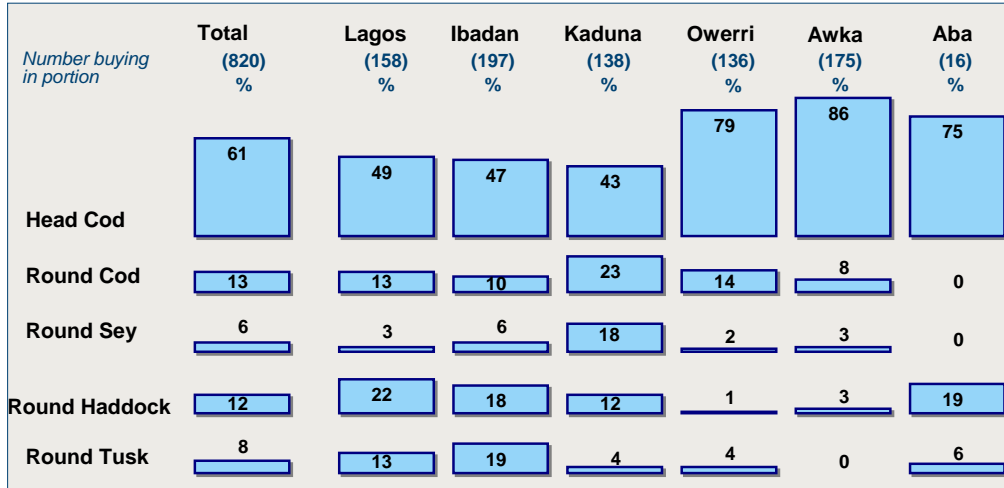 Total Lagos Ibadan Kaduna Owerri Awka Aba
Number buying
in portion
(820) (158) (197) (138) (136) (175) (16)
% % % % % % %
Head Cod 61 49 47 43 79 86 75
Round Cod 13 13 10 23 14 8 0
Round Sey 6 3 6 18 2 3 0
Round Haddock 12 22 18 12 1 3 19
Round Tusk 8 13 19 4 4 0 6